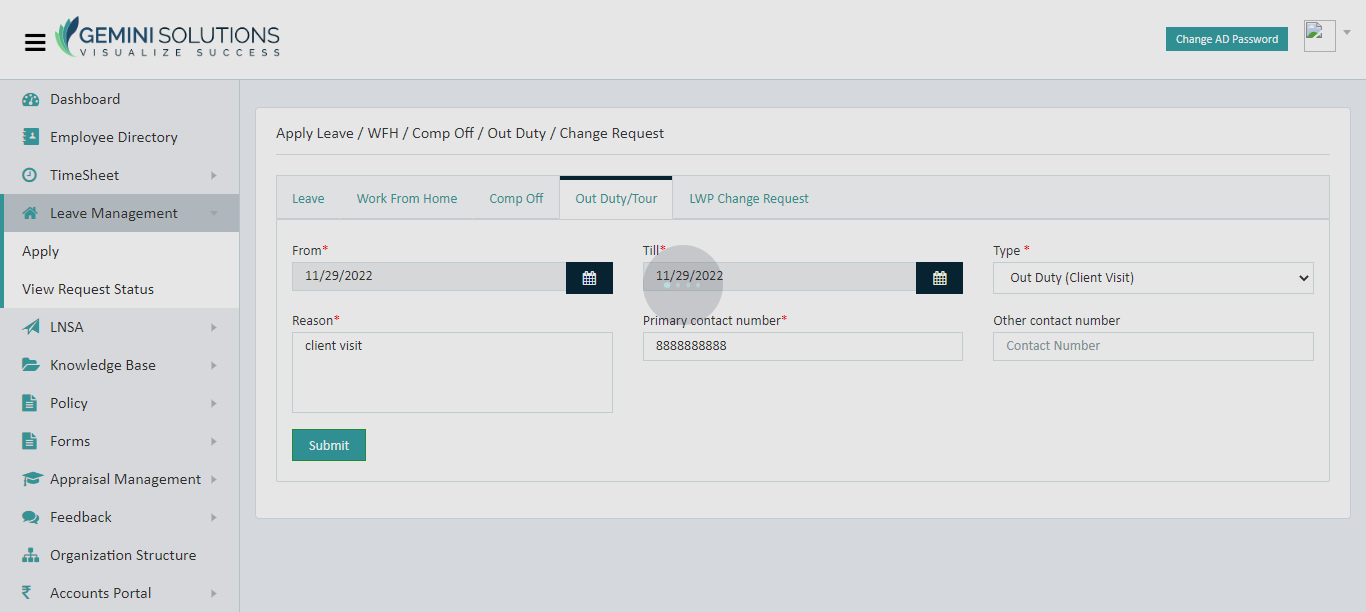 GEMINI SOLUTIONS
VISUALIZE SUCCESS
Change AD Password
Dashboard
Employee Directory
TimeSheet
Leave Management
Apply
View Request Status
LNSA
Knowledge Base
Policy
Forms
Appraisal Management
Feedback
Organization Structure
Accounts Portal
Apply Leave / WFH / Comp Off / Out Duty / Change Request
Leave Work From Home Comp Off Out Duty/Tour LWP Change Request
From* Till* Type *
11/29/2022 11/29/2022 Out Duty (Client Visit)
Reason* Primary contact number* Other contact number
client visit 8888888888 Contact Number
Submit